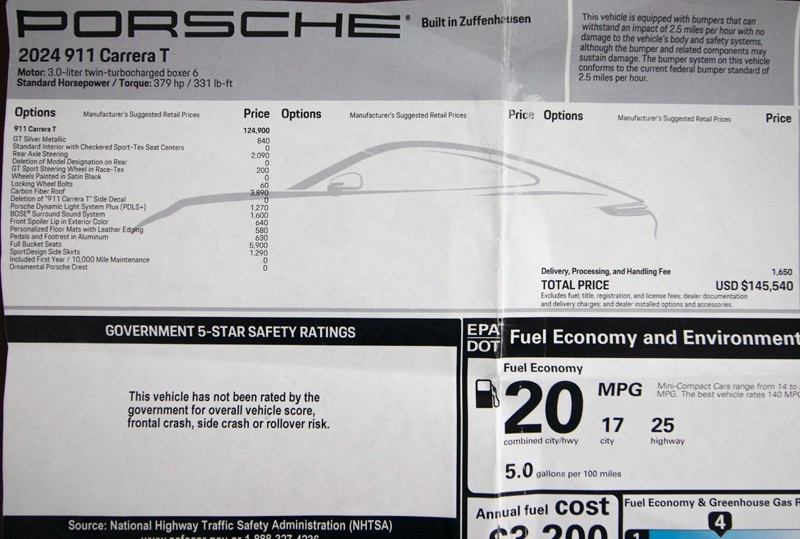 PORSCHE® Built in Zuffenhausen
2024 911 Carrera T
Motor: 3.0-liter twin-turbocharged boxer 6
Standard Horsepower / Torque: 379 hp / 331 lb-ft
This vehicle is equipped with bumpers that can
withstand an impact of 2.5 miles per hour with no
damage to the vehicle's body and safety systems,
although the bumper and related components may
sustain damage. The bumper system on this vehicle
conforms to the current federal bumper standard of
2.5 miles per hour.
Options Manufacturer's Suggested Retail Prices Price Options Manufacturer's Suggested Retail Prices Price Options Manufacturer's Suggested Retail Prices Price
911 Carrera T 124,900
GT Silver Metallic 840
Standard Interior with Checkered Sport-Tex Seat Centers 0
Rear Axle Steering 2,090
Deletion of Model Designation on Rear 0
GT Sport Steering Wheel in Race-Tex 200
Wheels Painted in Satin Black 0
Locking Wheel Bolts 60
Carbon Fiber Roof 3,890
Deletion of "911 Carrera T" Side Decal 0
Porsche Dynamic Light System Plus (PDLS+) 1,270
BOSE® Surround Sound System 1,600
Front Spoiler Lip in Exterior Color 640
Personalized Floor Mats with Leather Edging 580
Pedals and Footrest in Aluminum 630
Full Bucket Seats 5,900
SportDesign Side Skirts 1,290
Included First Year / 10,000 Mile Maintenance 0
Ornamental Porsche Crest 0
Delivery, Processing, and Handling Fee 1,650
TOTAL PRICE USD $145,540
Excludes fuel, title, registration, and license fees; dealer documentation
and delivery charges; and dealer installed options and accessories.
GOVERNMENT 5-STAR SAFETY RATINGS
This vehicle has not been rated by the
government for overall vehicle score,
frontal crash, side crash or rollover risk.
Source: National Highway Traffic Safety Administration (NHTSA)
EPA
DOT
Fuel Economy and Environment
Fuel Economy
20 MPG
combined city/hwy
17
city
25
highway
Mini-Compact Cars range from 14 to
MPG. The best vehicle rates 140
5.0 gallons per 100 miles
Annual fuel cost
Fuel Economy & Greenhouse Gas
4
1